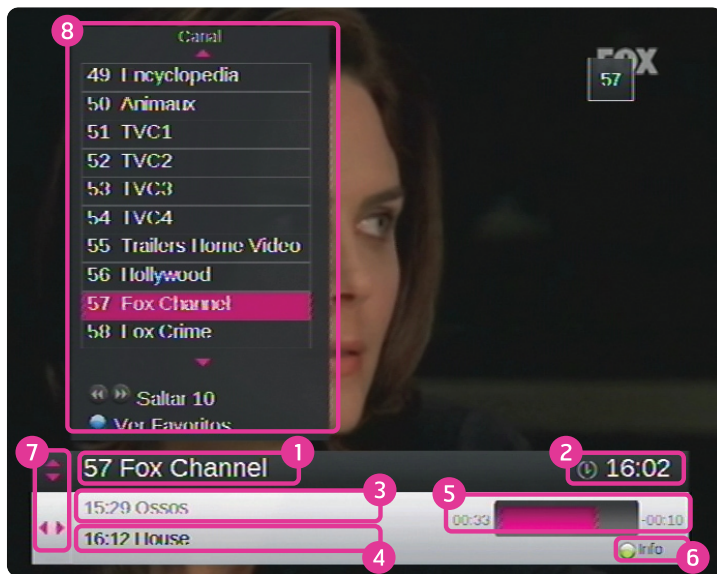 8
Canal
49 Encyclopedia
50 Animaux
51 TVC1
52 TVC2
53 TVC3
54 TVC4
55 Trailers Home Video
56 Hollywood
57 Fox Channel
58 Fox Crime
Saltar 10
Ver Favoritos
FOX
57
7
57 Fox Channel
1
2
16:02
15:29 Ossos
3
16:12 House
4
5
00:33
-00:10
Info
6